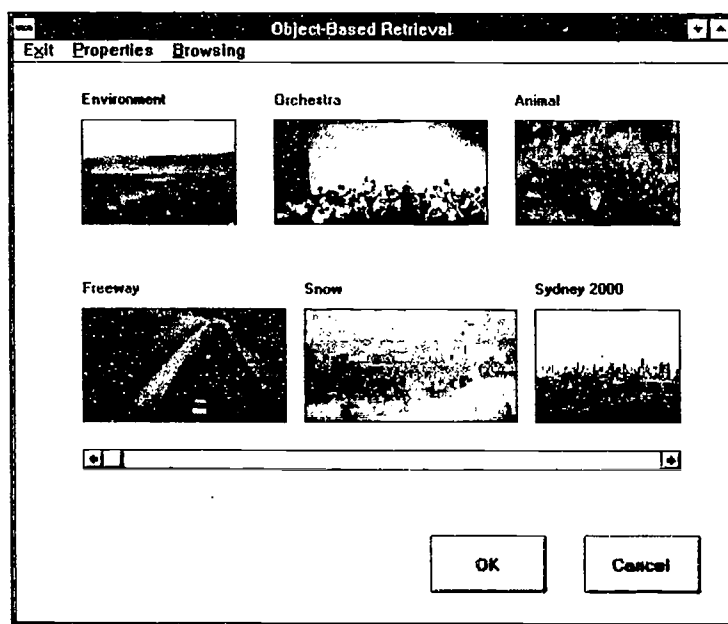 Object-Based Retrieval
Exit Properties Browsing
Environment Orchestra Animal
Freeway Snow Sydney 2000
OK Cancel